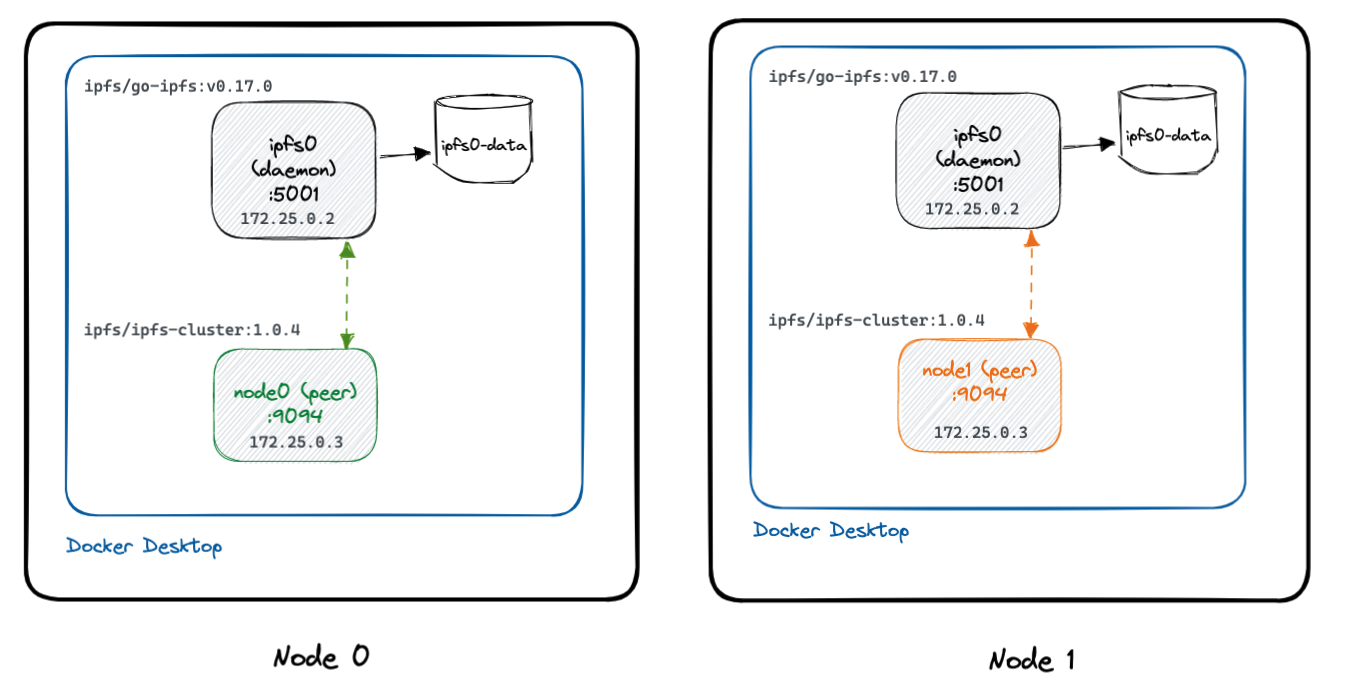 ipfs/go-ipfs:v0.17.0
ipfs0
(daemon)
:5001
172.25.0.2
ipfs0-data
ipfs/ipfs-cluster:1.0.4
node0 (peer)
:9094
172.25.0.3
Docker Desktop
Node 0
ipfs/go-ipfs:v0.17.0
ipfs0
(daemon)
:5001
172.25.0.2
ipfs0-data
ipfs/ipfs-cluster:1.0.4
node1 (peer)
:9094
172.25.0.3
Docker Desktop
Node 1